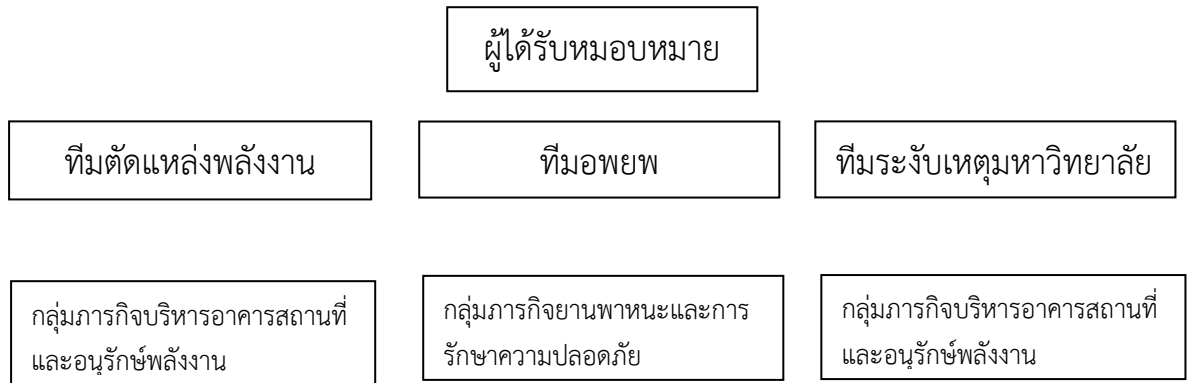 ผู้ได้รับหมอบหมาย
ทีมตัดแหล่งพลังงาน
ทีมอพยพ
ทีมระงับเหตุมหาวิทยาลัย
กลุ่มภารกิจบริหารอาคารสถานที่
และอนุรักษ์พลังงาน
กลุ่มภารกิจยานพาหนะและการ
รักษาความปลอดภัย
กลุ่มภารกิจบริหารอาคารสถานที่
และอนุรักษ์พลังงาน